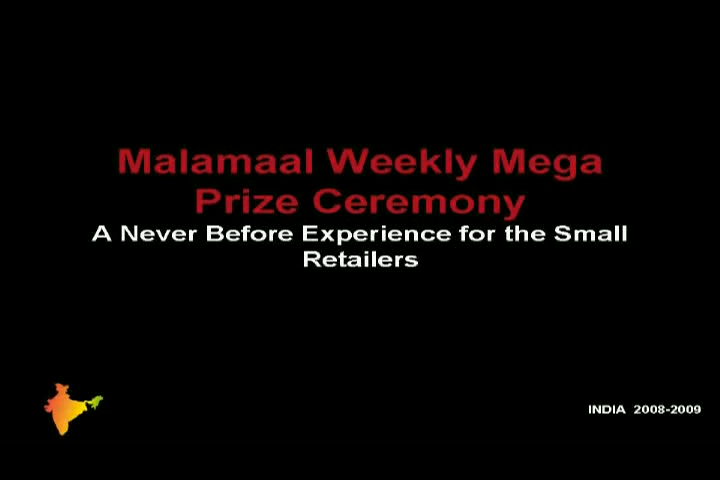 Malamaal Weekly Mega
Prize Ceremony
A Never Before Experience for the Small
Retailers
INDIA 2008-2009